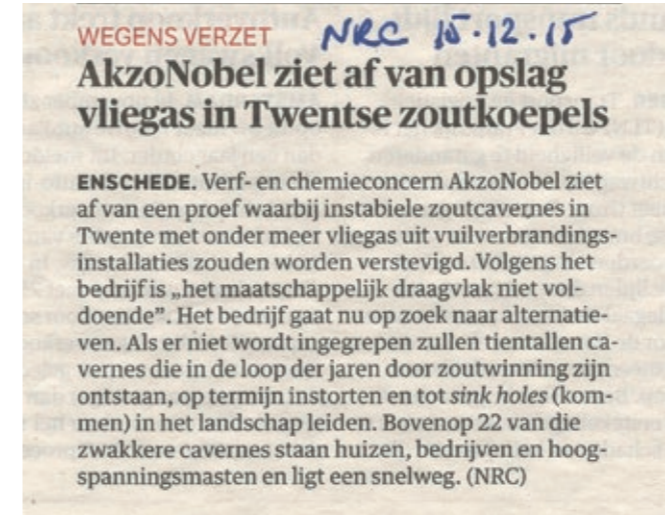 WEGENS VERZET NRC 15.12.15
AkzoNobel ziet af van opslag
vliegas in Twentse zoutkoepels
ENSCHEDE. Verf- en chemieconcern AkzoNobel ziet
af van een proef waarbij instabiele zoutcavernes in
Twente met onder meer vliegas uit vuilverbrandings-
installaties zouden worden verstevigd. Volgens het
bedrijf is „het maatschappelijk draagvlak niet vol-
doende”. Het bedrijf gaat nu op zoek naar alternatie-
ven. Als er niet wordt ingegrepen zullen tientallen ca-
vernes die in de loop der jaren door zoutwinning zijn
ontstaan, op termijn instorten en tot sink holes (kom-
men) in het landschap leiden. Bovenop 22 van die
zwakkere cavernes staan huizen, bedrijven en hoog-
spanningsmasten en ligt een snelweg. (NRC)